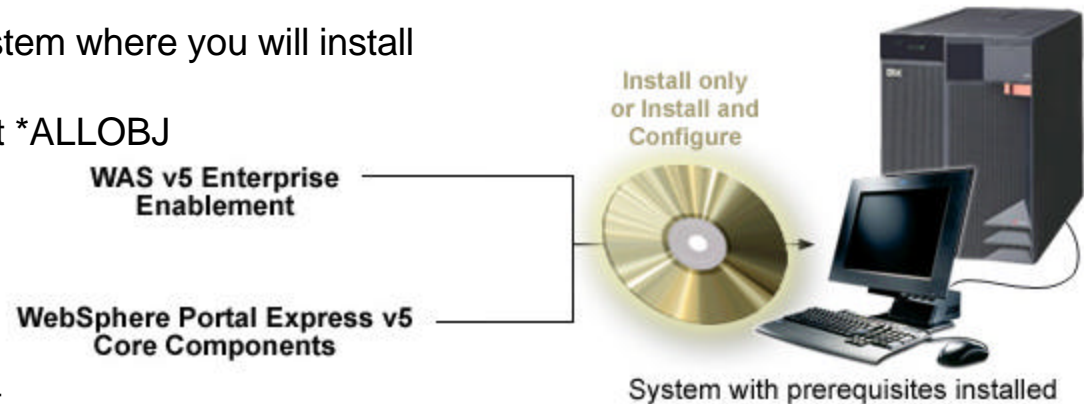 stem where you will install
t *ALLOBJ
Install only
or Install and
Configure
WAS v5 Enterprise
Enablement
WebSphere Portal Express v5
Core Components
System with prerequisites installed